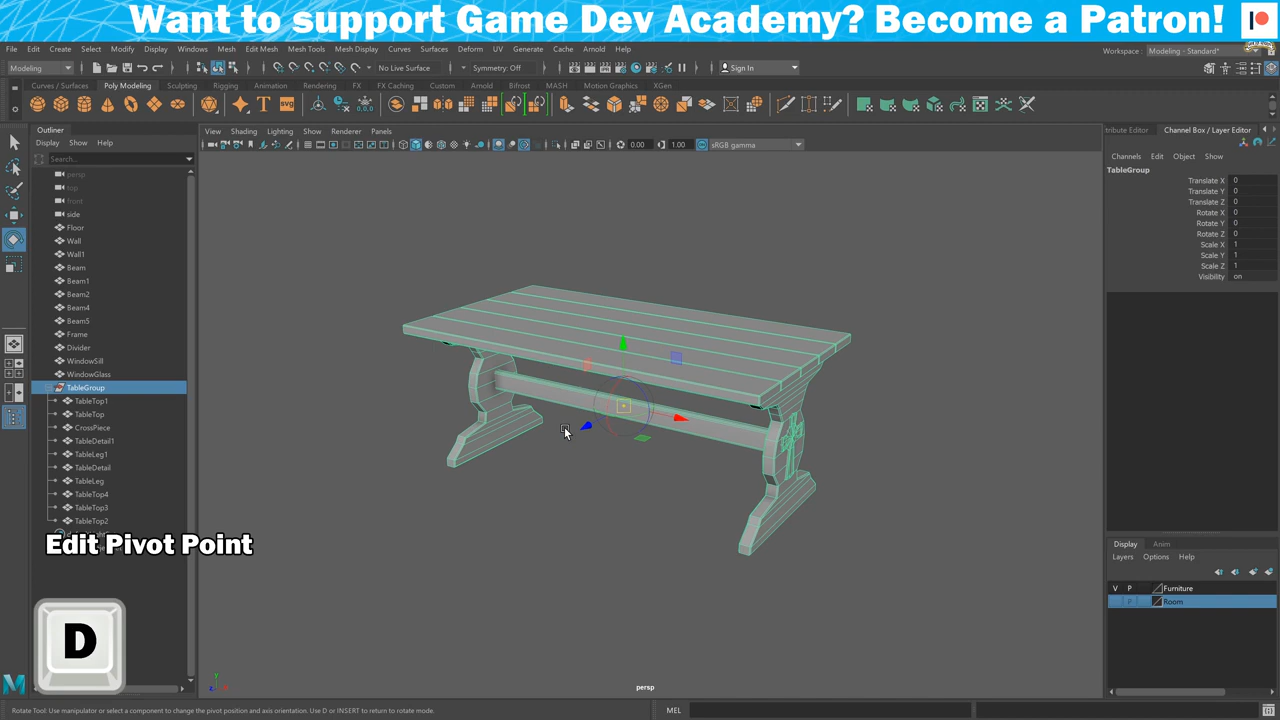 Want to support Game Dev Academy? Become a Patron!
File Edit Create Select Modify Display Windows Mesh Edit Mesh Mesh Tools Mesh Display Curves Surfaces Deform UV Generate Cache Arnold Help
Workspace : Modeling - Standard*
Modeling No Live Surface Symmetry: Off Sign In
Curves / Surfaces Poly Modeling Sculpting Rigging Animation Rendering FX FX Caching Custom Arnold Bifrost MASH Motion Graphics XGen
T SVG 0,0,0
Outliner
Display Show Help
Search...
persp
top
front
side
Floor
Wall
Wall1
Beam
Beam1
Beam2
Beam4
Beam5
Frame
Divider
WindowSill
WindowGlass
TableGroup
TableTop1
TableTop
CrossPiece
TableDetail1
TableLeg1
TableDetail
TableLeg
TableTop4
TableTop3
TableTop2
Edit Pivot Point
D
View Shading Lighting Show Renderer Panels
0.00 1.00 sRGB gamma
persp
y
tribute Editor Channel Box / Layer Editor
Channels Edit Object Show
TableGroup
Translate X 0
Translate Y 0
Translate Z 0
Rotate X 0
Rotate Y 0
Rotate Z 0
Scale X 1
Scale Y 1
Scale Z 1
Visibility on
Display Anim
Layers Options Help
V P Furniture
P Room
Rotate Tool: Use manipulator or select a component to change the pivot position and axis orientation. Use D or INSERT to return to rotate mode.
MEL